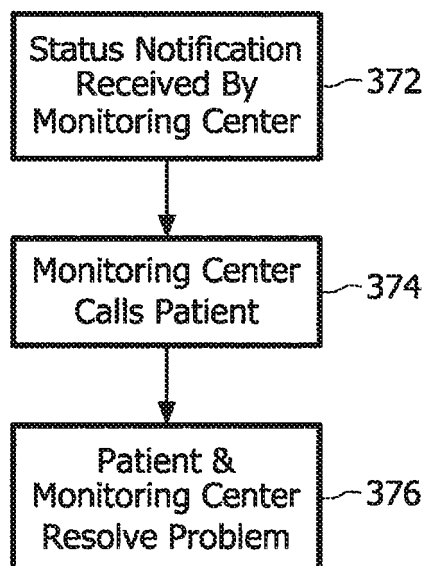 Status Notification
Received By
Monitoring Center
372
Monitoring Center
Calls Patient
374
Patient &
Monitoring Center
Resolve Problem
376